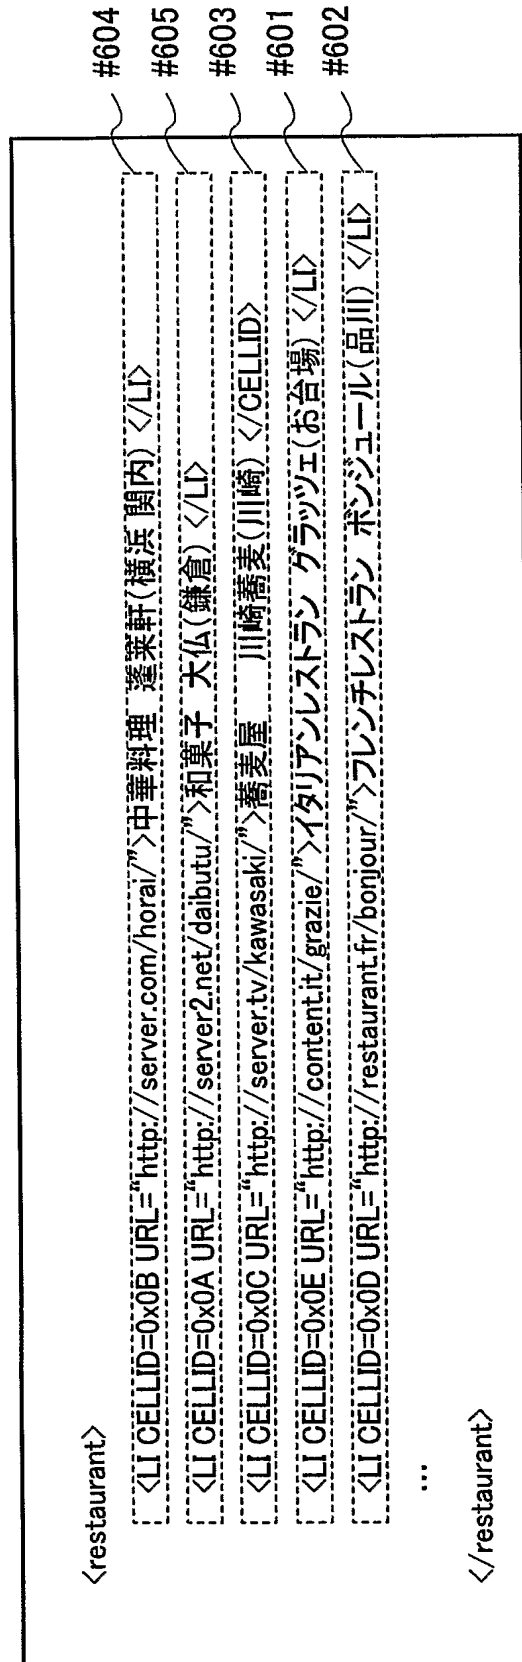 <restaurant>
<LI CELLID=0x0B URL="http://server.com/horai/">中華料理 蓬莱軒(横浜 関内) </LI> #604
<LI CELLID=0x0A URL="http://server2.net/daibutu/">和菓子 大仏(鎌倉) </LI> #605
<LI CELLID=0x0C URL="http://server.tv/kawasaki/">蕎麦屋 川崎蕎麦(川崎) </CELLID> #603
<LI CELLID=0x0E URL="http://content.it/grazie/">イタリアンレストラン グラッツェ(お台場) </LI> #601
<LI CELLID=0x0D URL="http://restaurant.fr/bonjour/">フレンチレストラン ボンジュール(品川) </LI> #602
...
</restaurant>